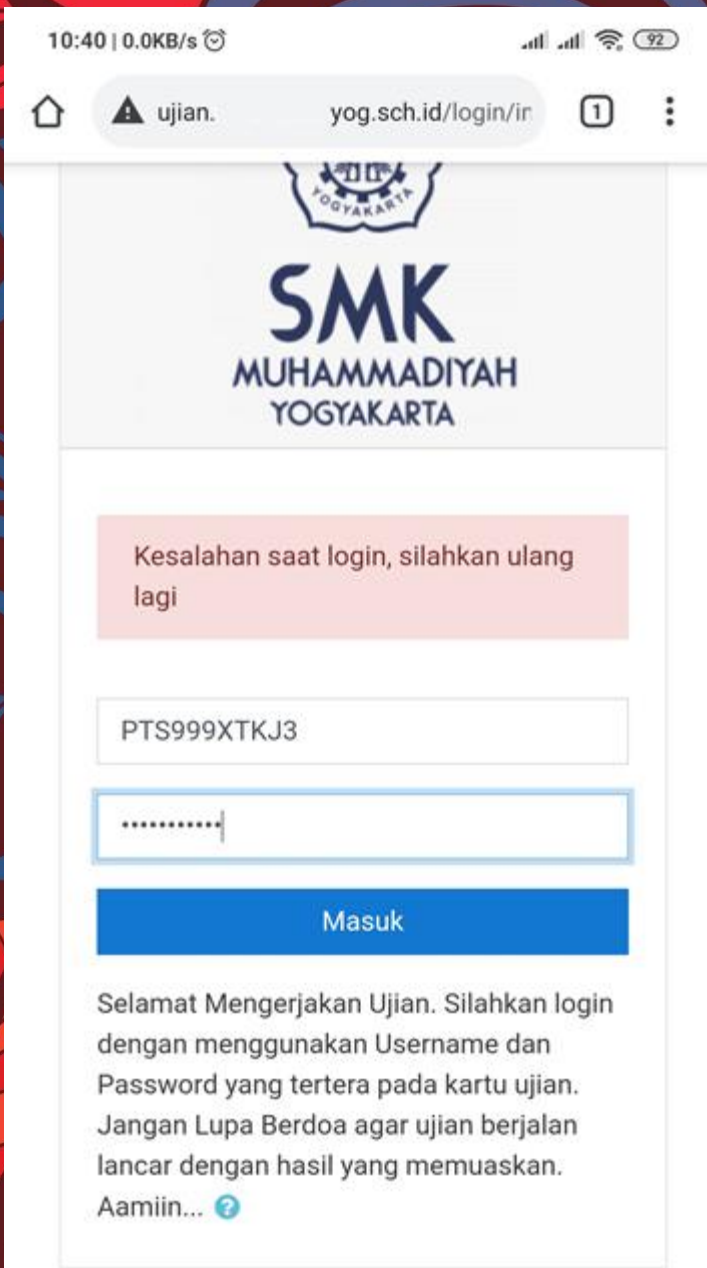 10:40 | 0.0KB/s
92
ujian. yog.sch.id/login/in
1
YOGYAKARTA
SMK
MUHAMMADIYAH
YOGYAKARTA
Kesalahan saat login, silahkan ulang
lagi
PTS999XTKJ3
•••••••••••
Masuk
Selamat Mengerjakan Ujian. Silahkan login
dengan menggunakan Username dan
Password yang tertera pada kartu ujian.
Jangan Lupa Berdoa agar ujian berjalan
lancar dengan hasil yang memuaskan.
Aamiin...